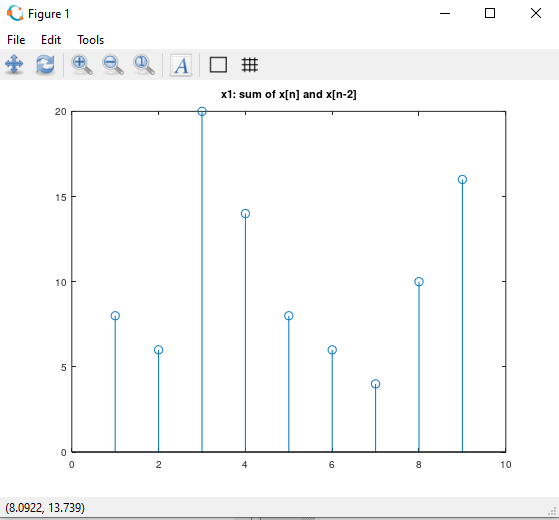 Figure 1
File Edit Tools
A
x1: sum of x[n] and x[n-2]
20
15
10
5
0
0 2 4 6 8 10
(8.0922, 13.739)